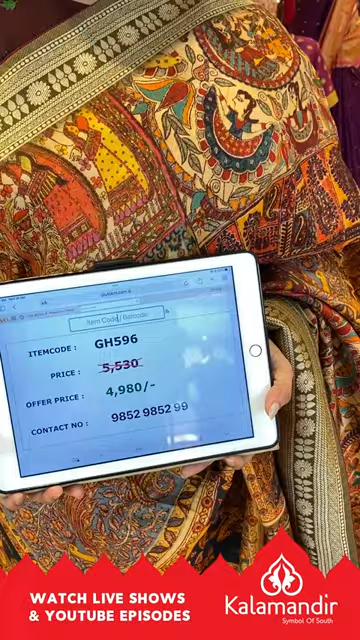 Item Code / Barcode
ITEMCODE : GH596
PRICE : 5,530
OFFER PRICE : 4,980/-
CONTACT NO : 9852 9852 99
WATCH LIVE SHOWS
& YOUTUBE EPISODES
Kalamandir
Symbol Of South